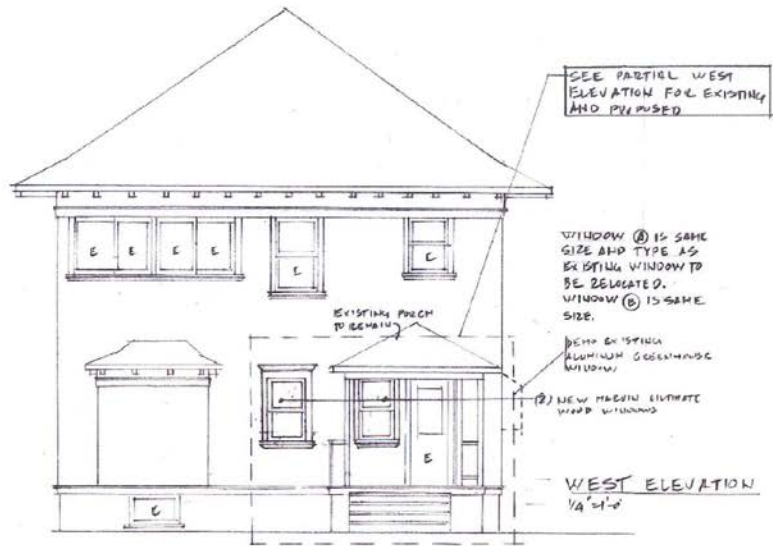 SEE PARTIAL WEST
ELEVATION FOR EXISTING
AND PROPOSED
WINDOW Ⓐ IS SAME
SIZE AND TYPE AS
EXISTING WINDOW TO
BE RELOCATED.
WINDOW Ⓑ IS SAME
SIZE.
E E E E
E
E
EXISTING PORCH
TO REMAIN
DEMO EXISTING
ALUMINUM GREENHOUSE
WINDOW
(2) NEW MARVIN ULTIMATE
WOOD WINDOWS
E
E
WEST ELEVATION
1/4"=1'-0"